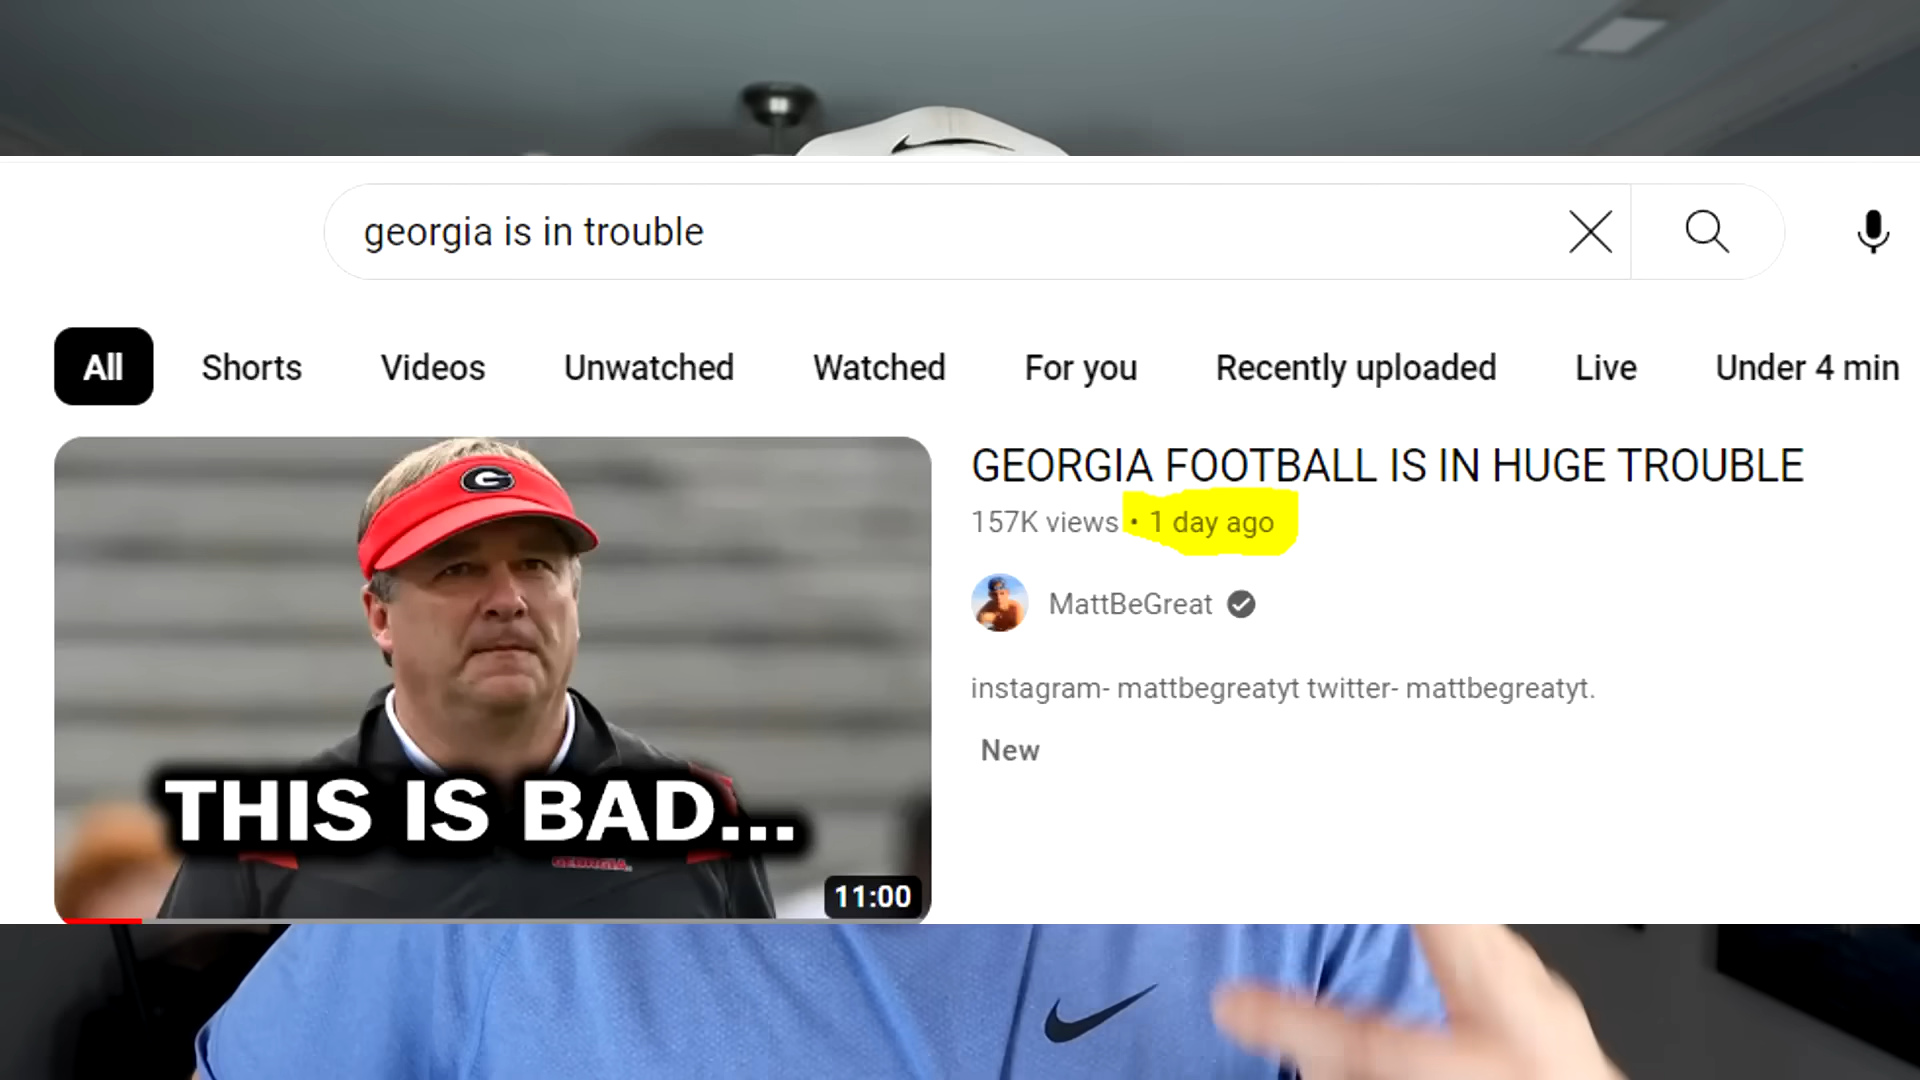 georgia is in trouble
All Shorts Videos Unwatched Watched For you Recently uploaded Live Under 4 min
GEORGIA FOOTBALL IS IN HUGE TROUBLE
157K views • 1 day ago
MattBeGreat
instagram- mattbegreatyt twitter- mattbegreatyt.
New
G
THIS IS BAD...
GEORGIA
11:00